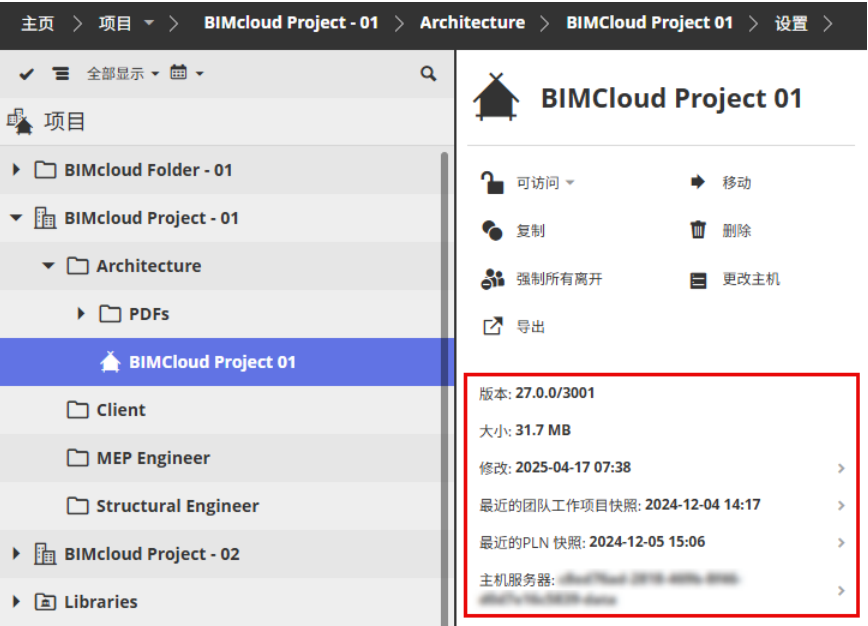 主页 项目 BIMcloud Project - 01 Architecture BIMCloud Project 01 设置
全部显示
项目
BIMcloud Folder - 01
BIMcloud Project - 01
Architecture
PDFs
BIMCloud Project 01
Client
MEP Engineer
Structural Engineer
BIMcloud Project - 02
Libraries
BIMCloud Project 01
可访问 移动
复制 删除
强制所有离开 更改主机
导出
版本: 27.0.0/3001
大小: 31.7 MB
修改: 2025-04-17 07:38
最近的团队工作项目快照: 2024-12-04 14:17
最近的PLN 快照: 2024-12-05 15:06
主机服务器: